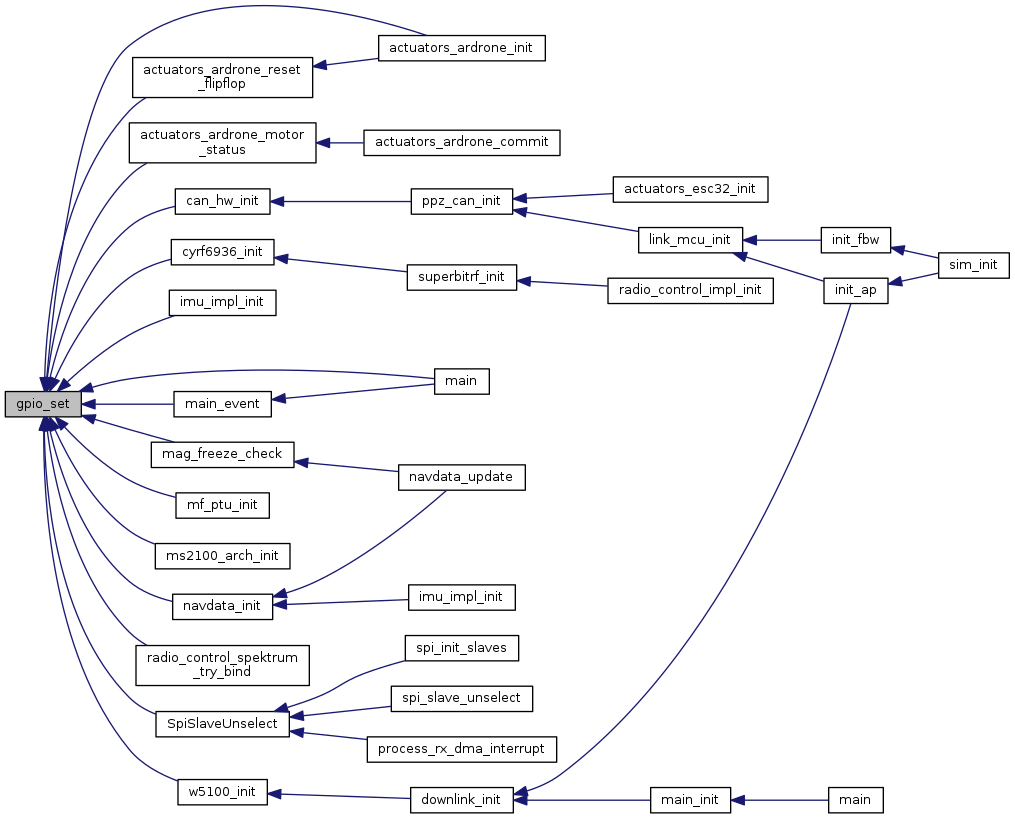 actuators_ardrone_init
actuators_ardrone_reset
_flipflop
actuators_ardrone_motor
_status
actuators_ardrone_commit
actuators_esc32_init
can_hw_init
ppz_can_init
link_mcu_init
init_fbw
cyrf6936_init
sim_init
superbitrf_init
radio_control_impl_init
init_ap
imu_impl_init
main
gpio_set
main_event
mag_freeze_check
navdata_update
mf_ptu_init
ms2100_arch_init
navdata_init
imu_impl_init
spi_init_slaves
radio_control_spektrum
_try_bind
spi_slave_unselect
SpiSlaveUnselect
process_rx_dma_interrupt
w5100_init
downlink_init
main_init
main